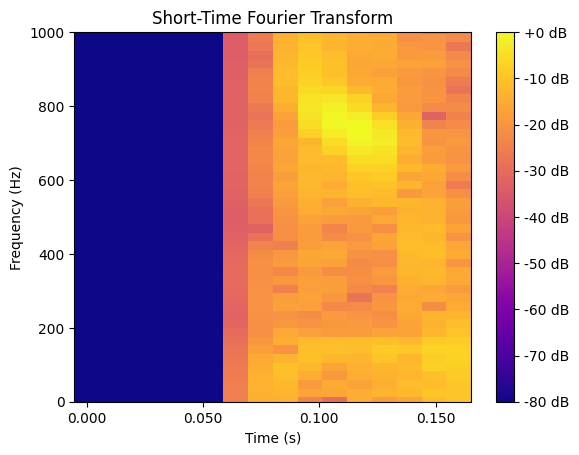 Short-Time Fourier Transform
1000
800
600
400
200
0
Frequency (Hz)
0.000
0.050
0.100
0.150
Time (s)
+0 dB
-10 dB
-20 dB
-30 dB
-40 dB
-50 dB
-60 dB
-70 dB
-80 dB